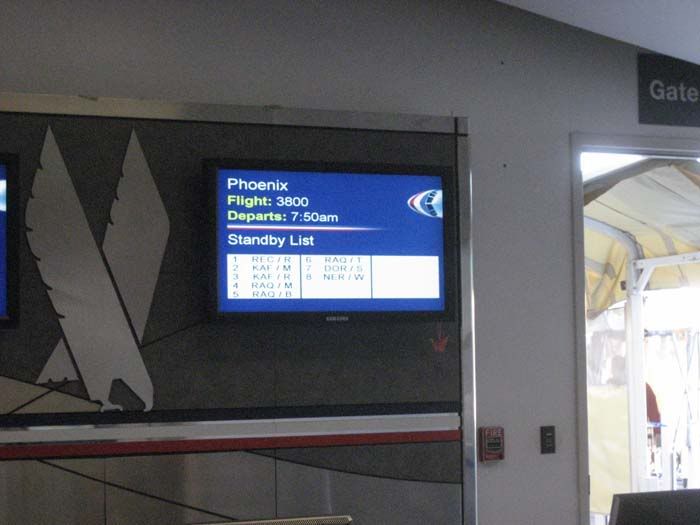 Gate
Phoenix
Flight: 3800
Departs: 7:50am
Standby List
1 REC / R 6 RAQ / T
2 KAF / M 7 DOR / S
3 KAF / R 8 NER / W
4 RAQ / M
5 RAQ / B
SAMSUNG
FIRE